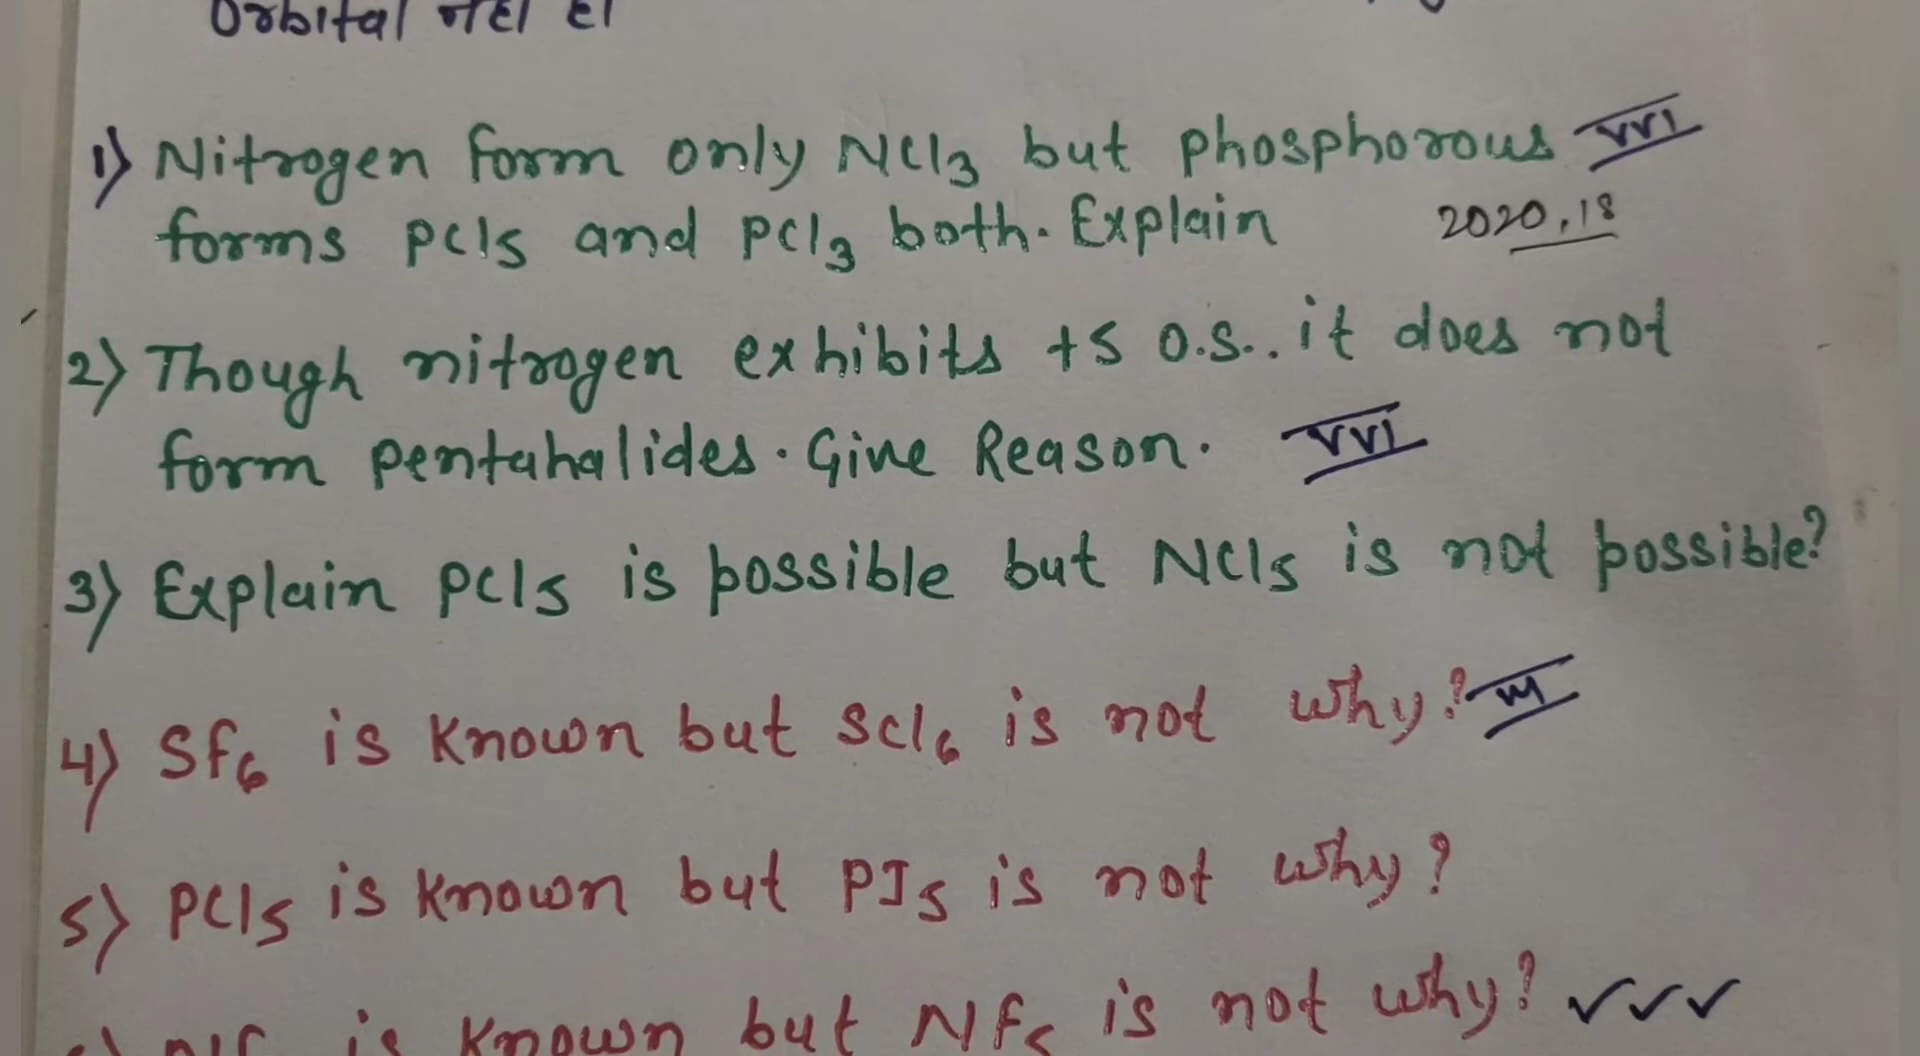 Orbital नहीं है।
1) Nitrogen form only NCl3 but phosphorous VVI
forms PCl5 and PCl3 both. Explain 2020,18
2) Though nitrogen exhibits +5 O.S.. it does not
form pentahalides. Give Reason. VVI
3) Explain PCl5 is possible but NCl5 is not possible?
4) SF6 is known but SCl6 is not why?
5) PCl5 is known but PI5 is not why?
is known but NF5 is not why? ✓✓✓